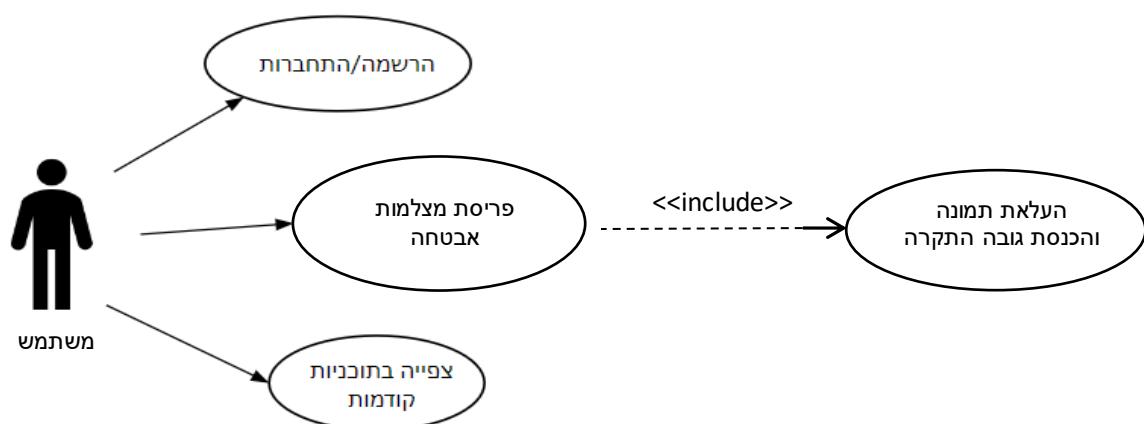 הרשמה/התחברות
פריסת מצלמות
אבטחה
<<include>>
העלאת תמונה
והכנסת גובה התקרה
משתמש
צפייה בתוכניות
קודמות